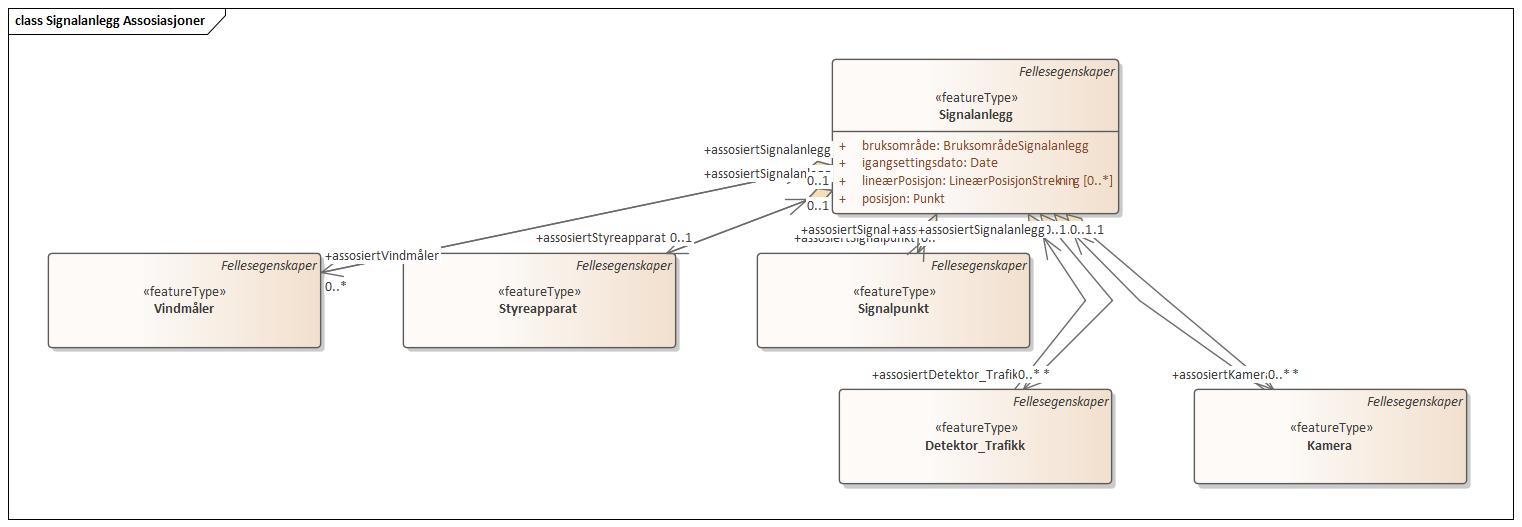 class Signalanlegg Assosiasjoner
Fellesegenskaper
«featureType»
Signalanlegg
+ bruksområde: BruksområdeSignalanlegg
+ igangsettingsdato: Date
+ lineærPosisjon: LineærPosisjonStrekning [0..*]
+ posisjon: Punkt
+assosiertSignalanlegg
+assosiertSignalan
0..1
0..1
+assosiertStyreapparat 0..1
+assosiertSignal +ass +assosiertSignalanlegg 0..1.0..1.1
+assosiertSignalpunkt 0..
+assosiertVindmåler
0..*
Fellesegenskaper
«featureType»
Vindmåler
Fellesegenskaper
«featureType»
Styreapparat
Fellesegenskaper
«featureType»
Signalpunkt
+assosiertDetektor_Trafik 0..* *
+assosiertKamera 0..* *
Fellesegenskaper
«featureType»
Detektor_Trafikk
Fellesegenskaper
«featureType»
Kamera